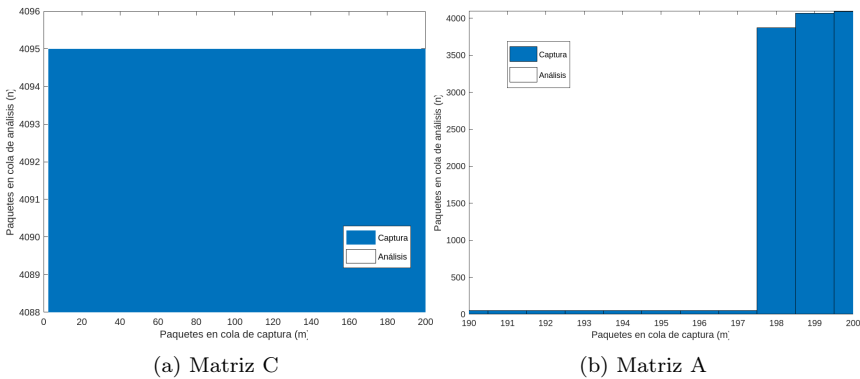 4096
4095
4094
4093
4092
4091
4090
4089
4088
Paquetes en cola de análisis (n)
Captura
Análisis
0 20 40 60 80 100 120 140 160 180 200
Paquetes en cola de captura (m)
(a) Matriz C
4000
3500
3000
2500
2000
1500
1000
500
0
Paquetes en cola de análisis (n)
Captura
Análisis
190 191 192 193 194 195 196 197 198 199 200
Paquetes en cola de captura (m)
(b) Matriz A